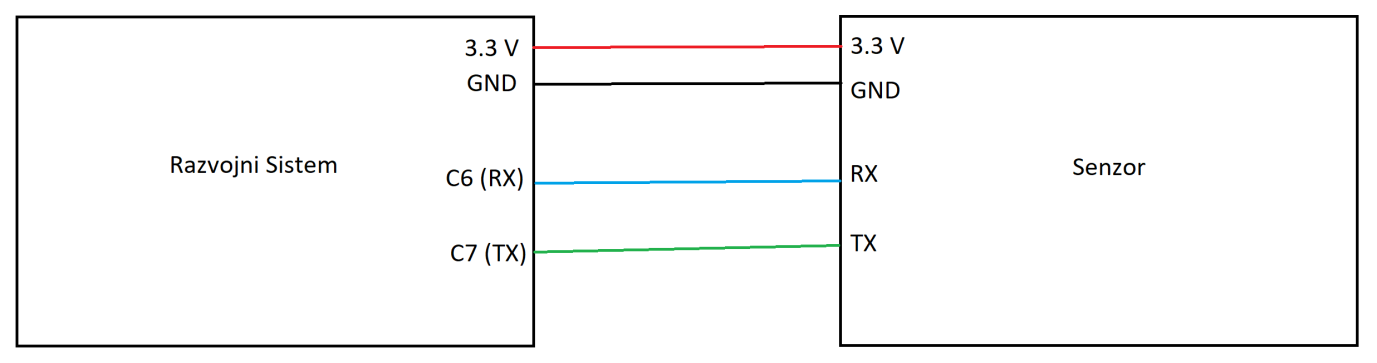 3.3 V
GND
Razvojni Sistem
C6 (RX)
C7 (TX)
3.3 V
GND
Senzor
RX
TX